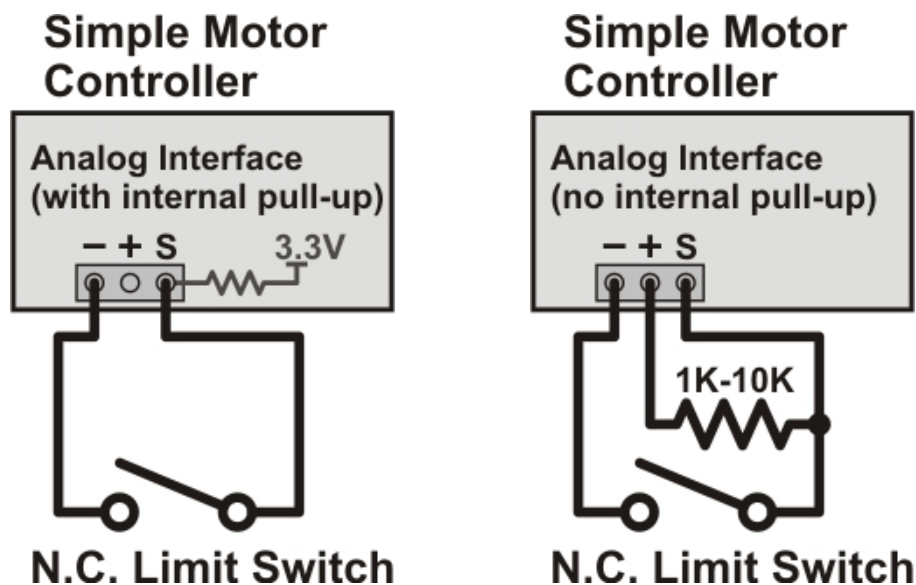 Simple Motor
Controller
Analog Interface
(with internal pull-up)
− + S
3.3V
N.C. Limit Switch
Simple Motor
Controller
Analog Interface
(no internal pull-up)
− + S
1K-10K
N.C. Limit Switch